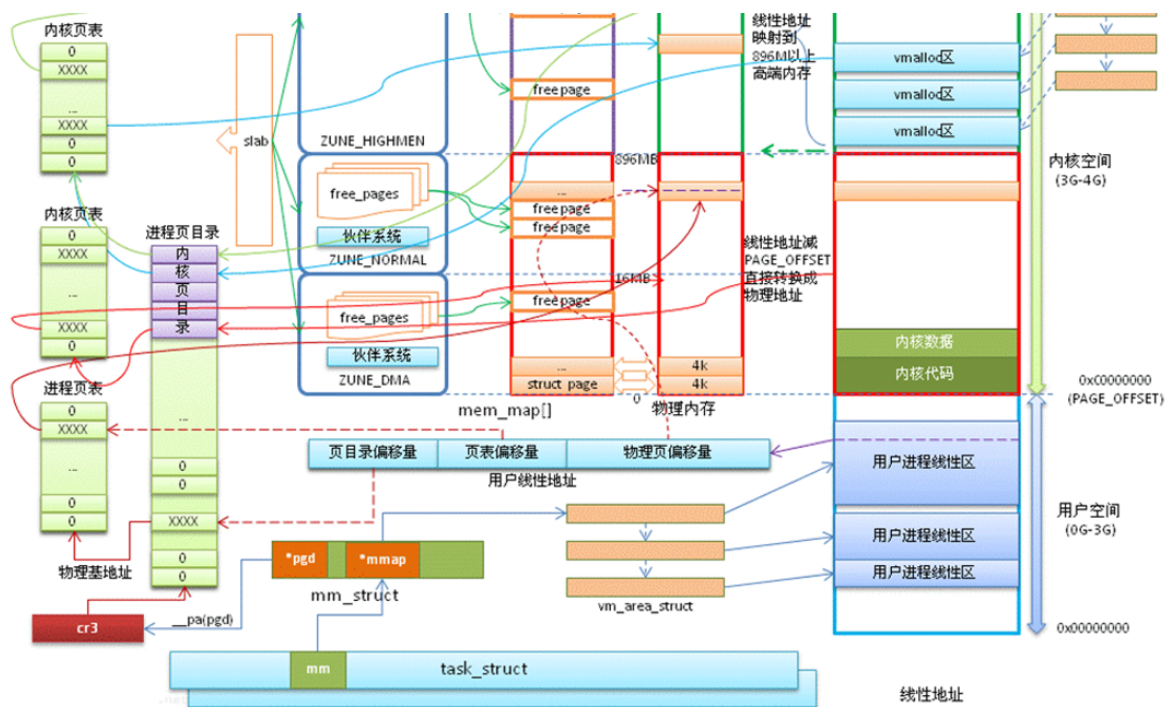 内核页表
0
XXXX
...
XXXX
0
0
内核页表
0
XXXX
...
XXXX
0
进程页表
0
XXXX
...
0
0
物理基地址
进程页目录
内
核
页
目
录
...
0
0
XXXX
0
0
cr3
__pa(pgd)
slab
ZUNE_HIGHMEN
free_pages
伙伴系统
ZUNE_NORMAL
free_pages
伙伴系统
ZUNE_DMA
free page
...
free page
free page
free page
...
struct page
mem_map[]
896MB
16MB
0
4k
4k
物理内存
线性地址
映射到
896M以上
高端内存
线性地址减
PAGE_OFFSET
直接转换成
物理地址
vmalloc区
vmalloc区
vmalloc区
内核数据
内核代码
内核空间
(3G-4G)
0xC0000000
(PAGE_OFFSET)
页目录偏移量
页表偏移量
物理页偏移量
用户线性地址
用户进程线性区
用户进程线性区
用户进程线性区
用户空间
(0G-3G)
0x00000000
*pgd
*mmap
mm_struct
vm_area_struct
mm
task_struct
线性地址